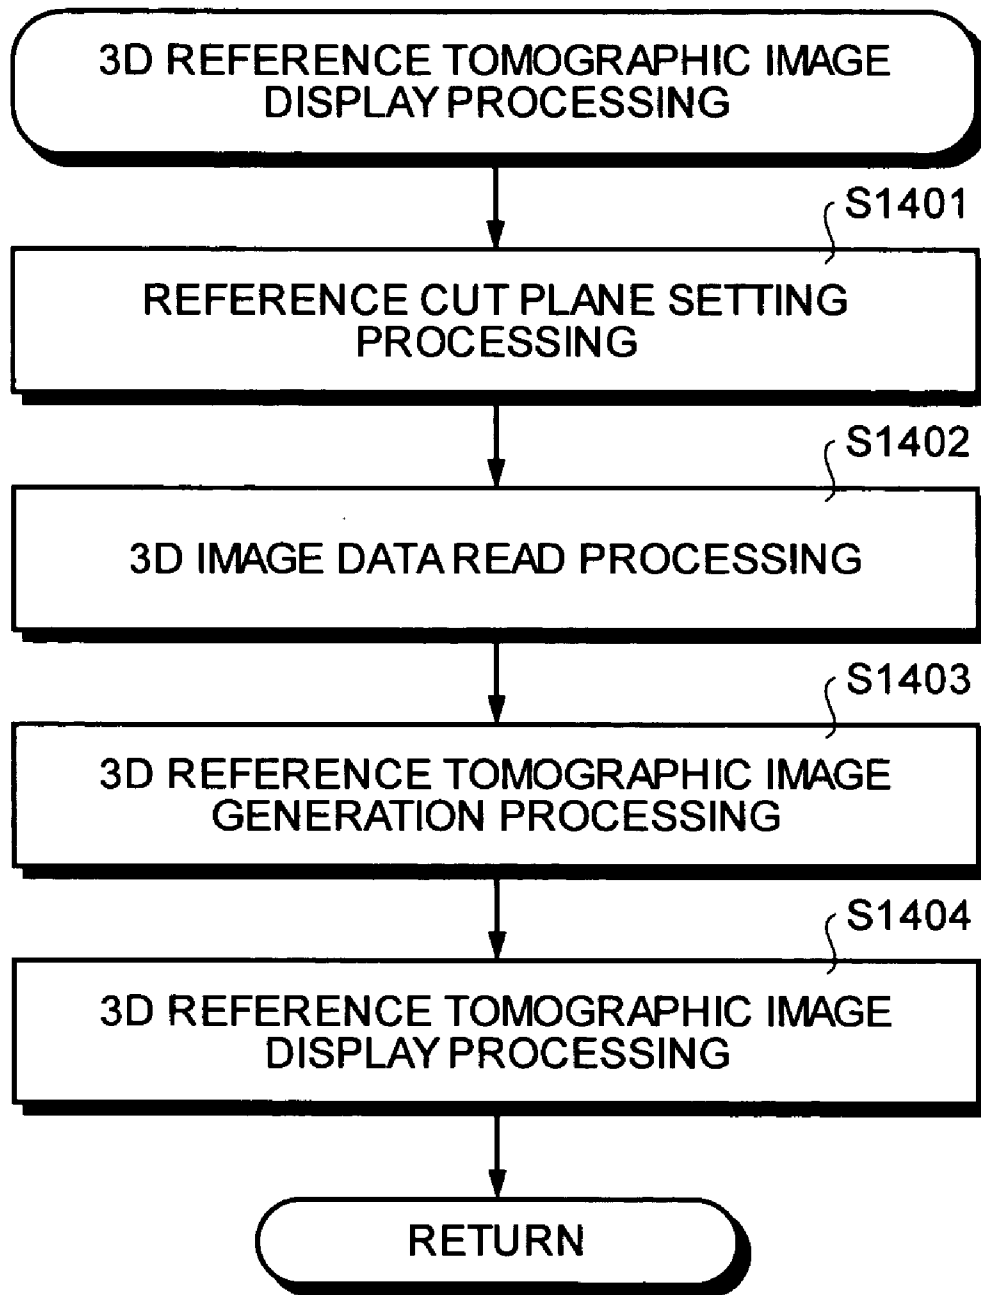 3D REFERENCE TOMOGRAPHIC IMAGE
DISPLAY PROCESSING
S1401
REFERENCE CUT PLANE SETTING
PROCESSING
S1402
3D IMAGE DATA READ PROCESSING
S1403
3D REFERENCE TOMOGRAPHIC IMAGE
GENERATION PROCESSING
S1404
3D REFERENCE TOMOGRAPHIC IMAGE
DISPLAY PROCESSING
RETURN